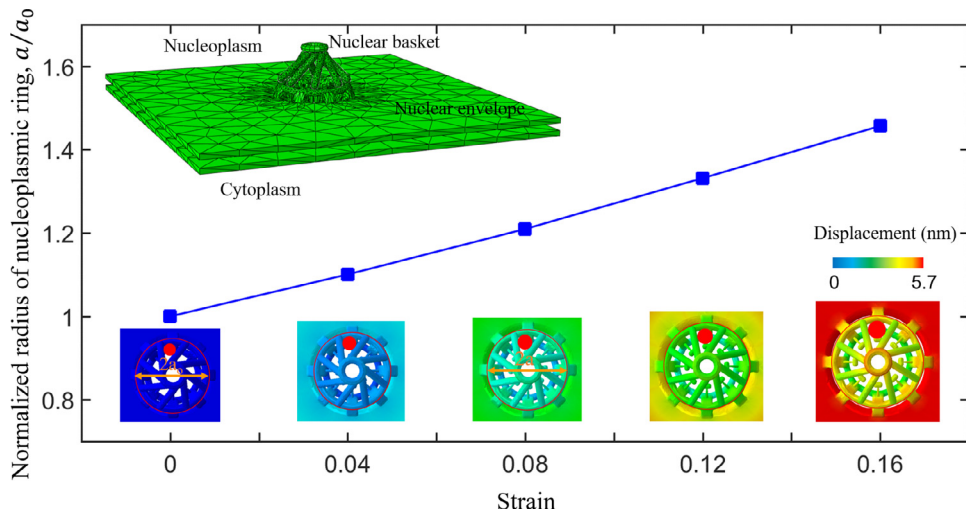 Normalized radius of nucleoplasmic ring, a/a₀
1.6
1.4
1.2
1
0.8
Nucleoplasm
Nuclear basket
Nuclear envelope
Cytoplasm
Displacement (nm)
0
5.7
0
0.04
0.08
0.12
0.16
Strain